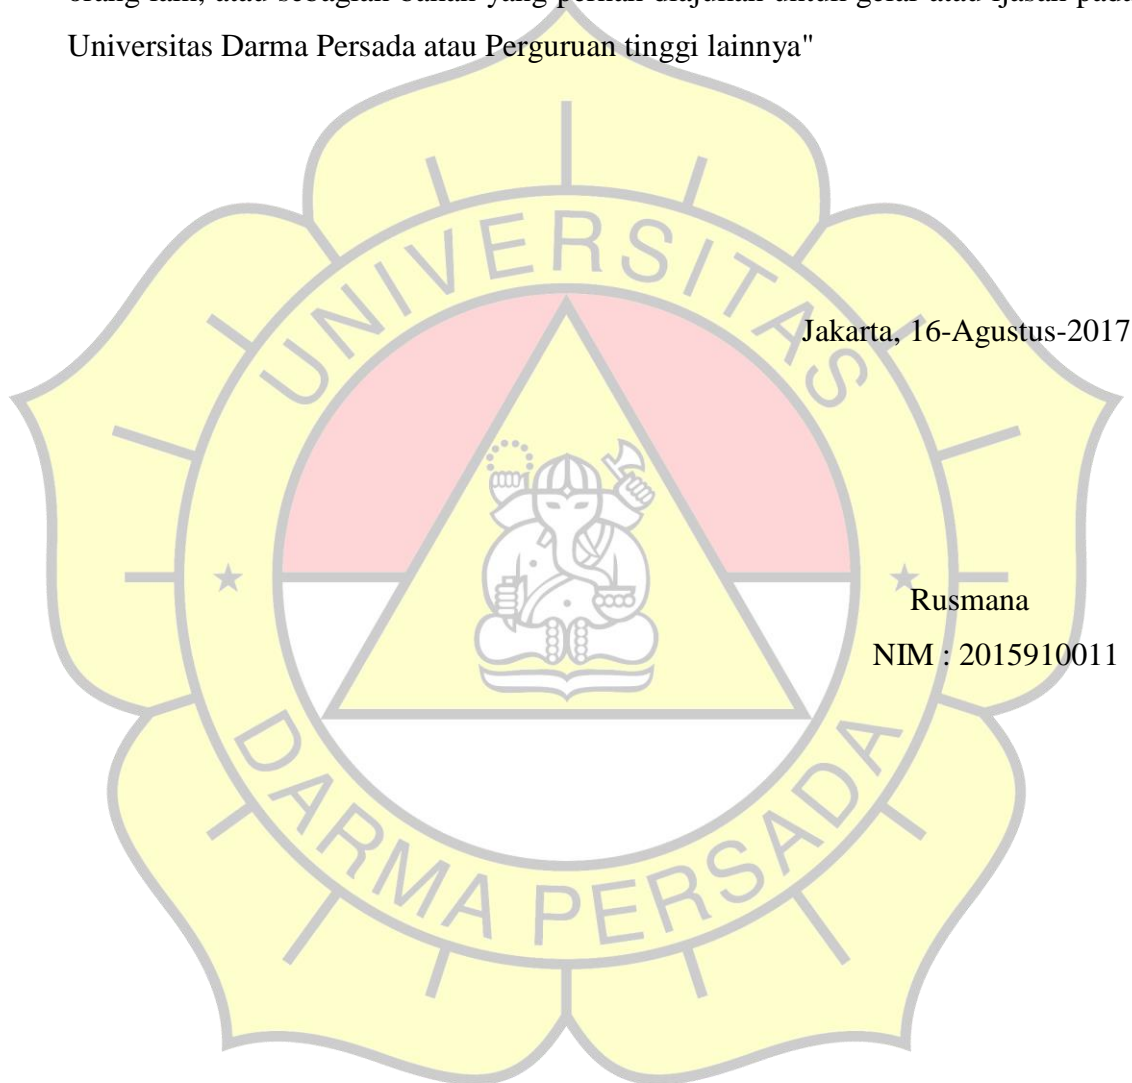 Universitas Darma Persada atau Perguruan tinggi lainnya"
UNIVERSITAS
Jakarta, 16-Agustus-2017
Rusmana
NIM : 2015910011
DARMA PERSADA